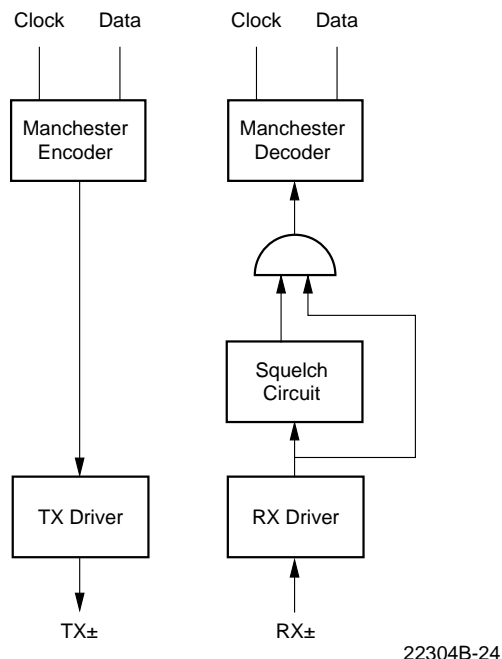 Clock Data Clock Data
Manchester
Encoder
Manchester
Decoder
Squelch
Circuit
TX Driver
RX Driver
TX±
RX±
22304B-24